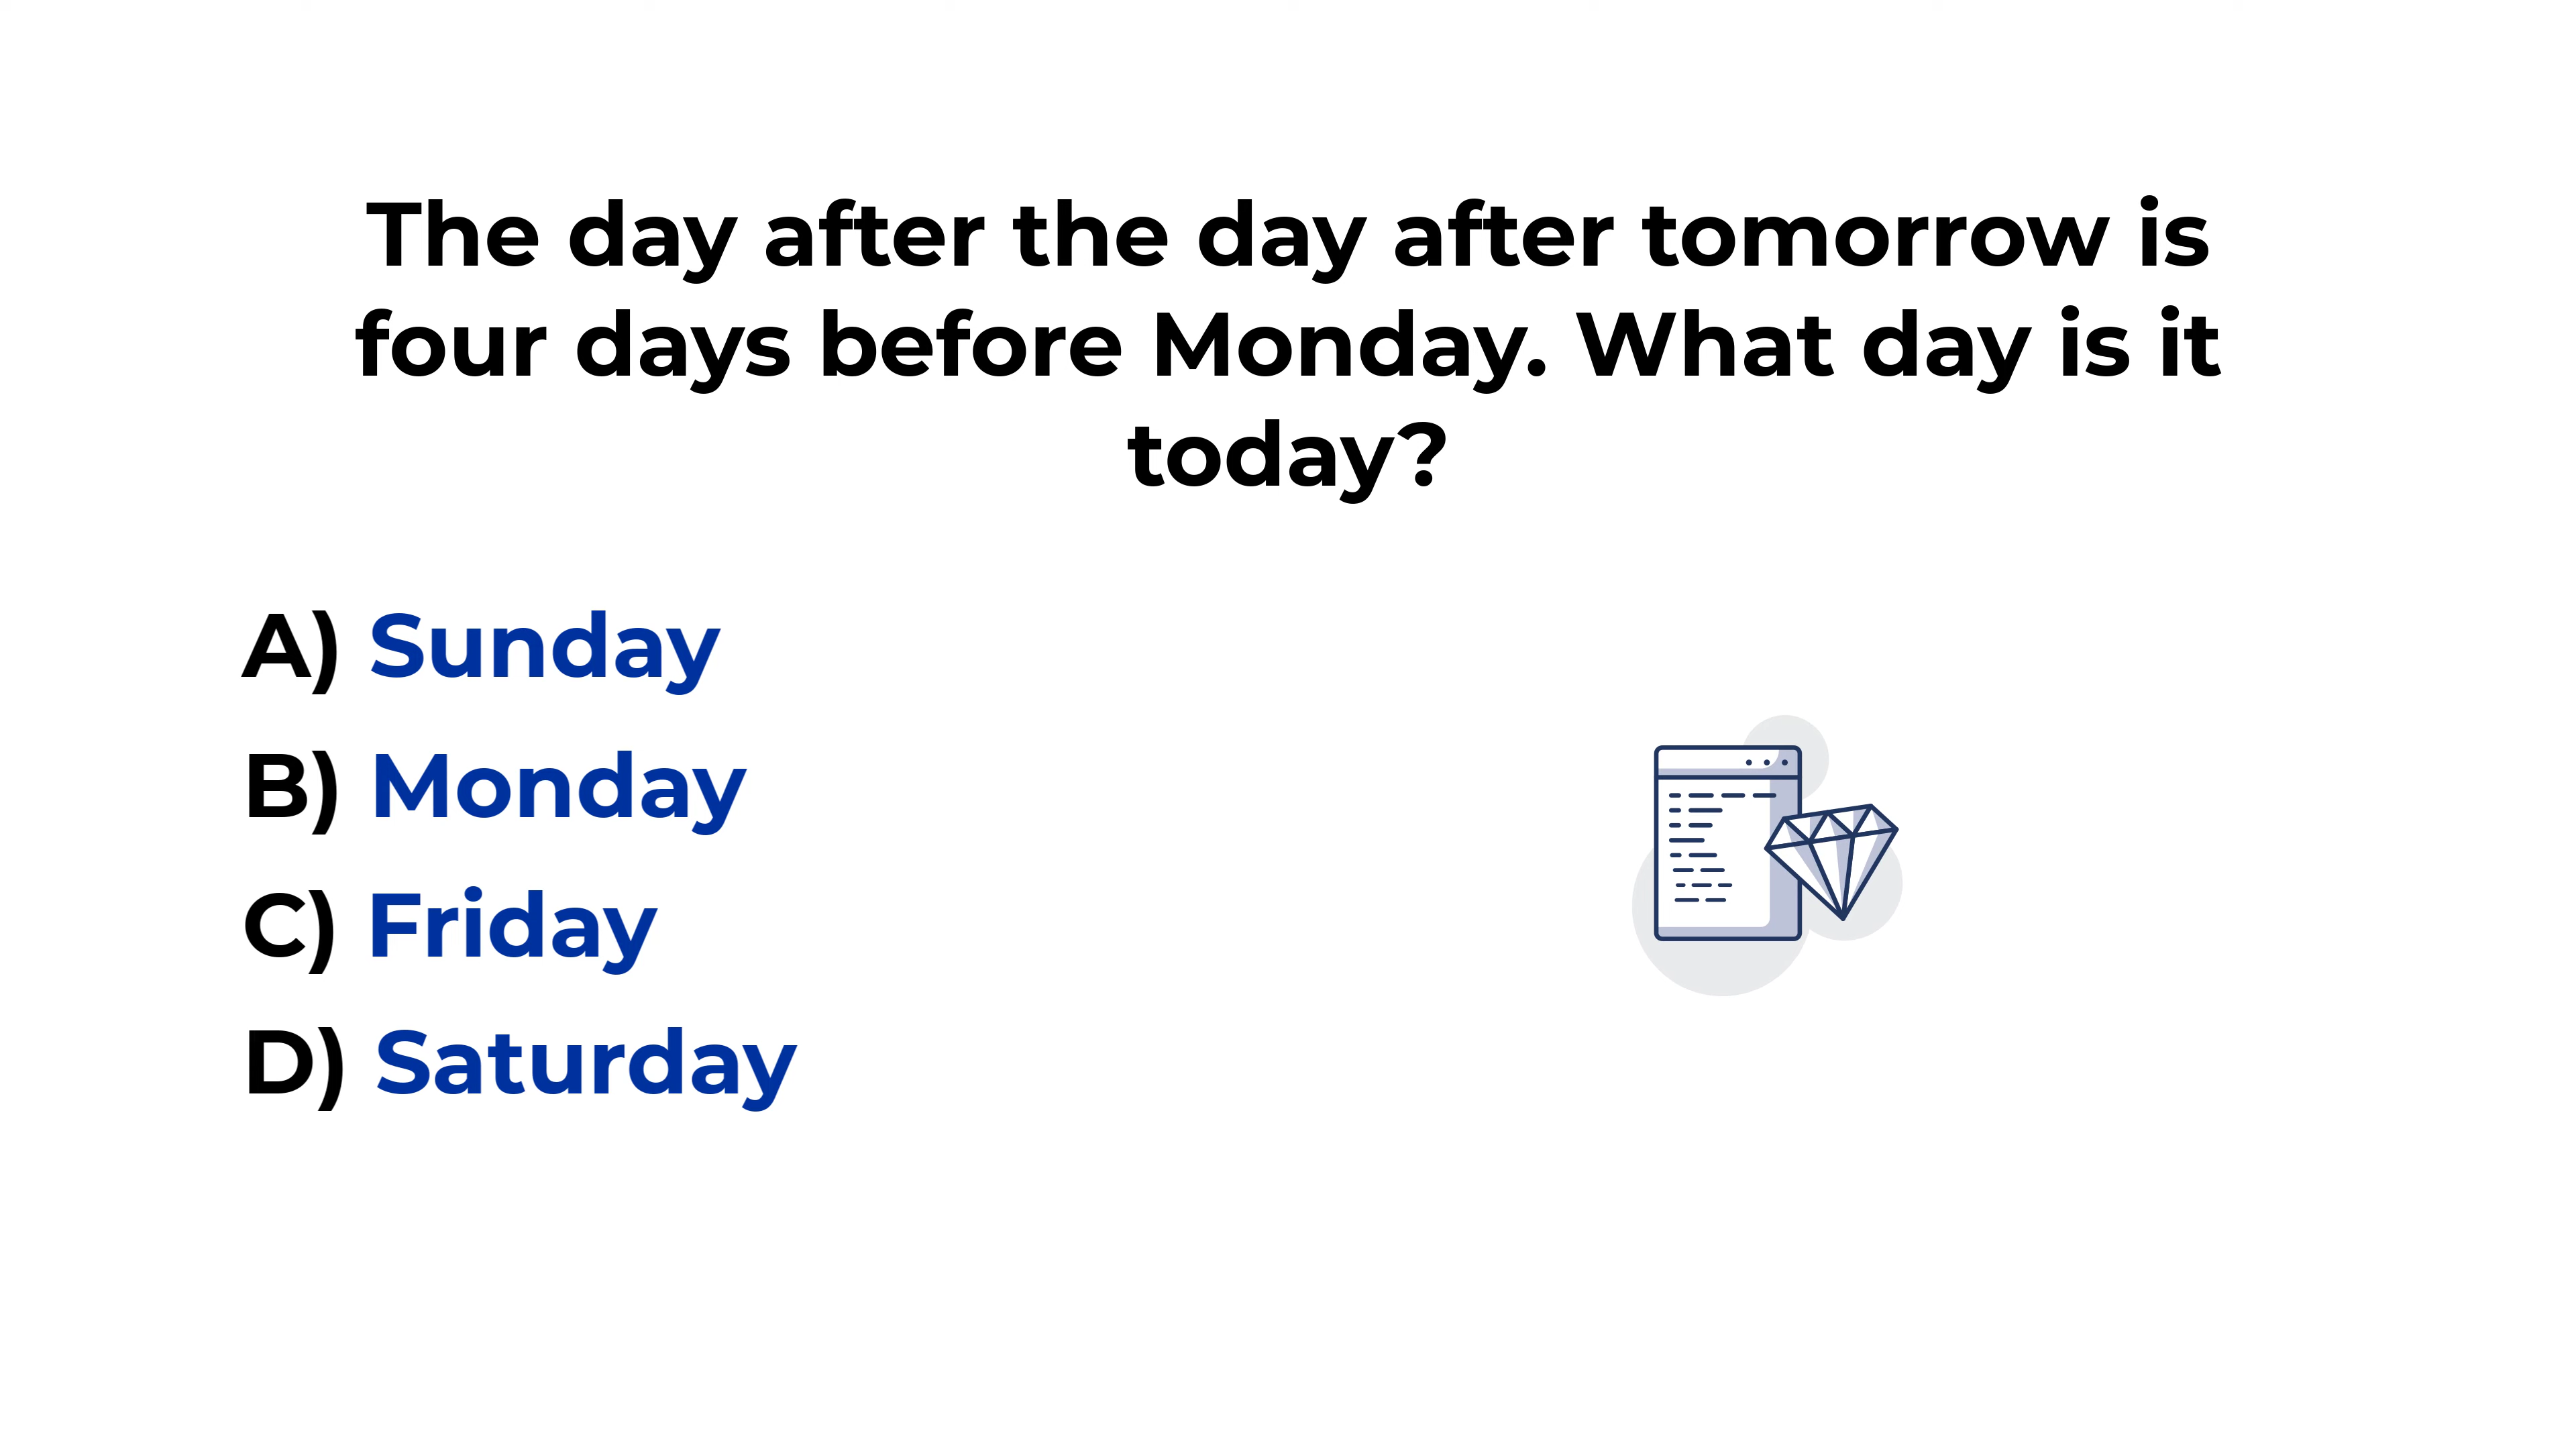 The day after the day after tomorrow is
four days before Monday. What day is it
today?
A) Sunday
B) Monday
C) Friday
D) Saturday